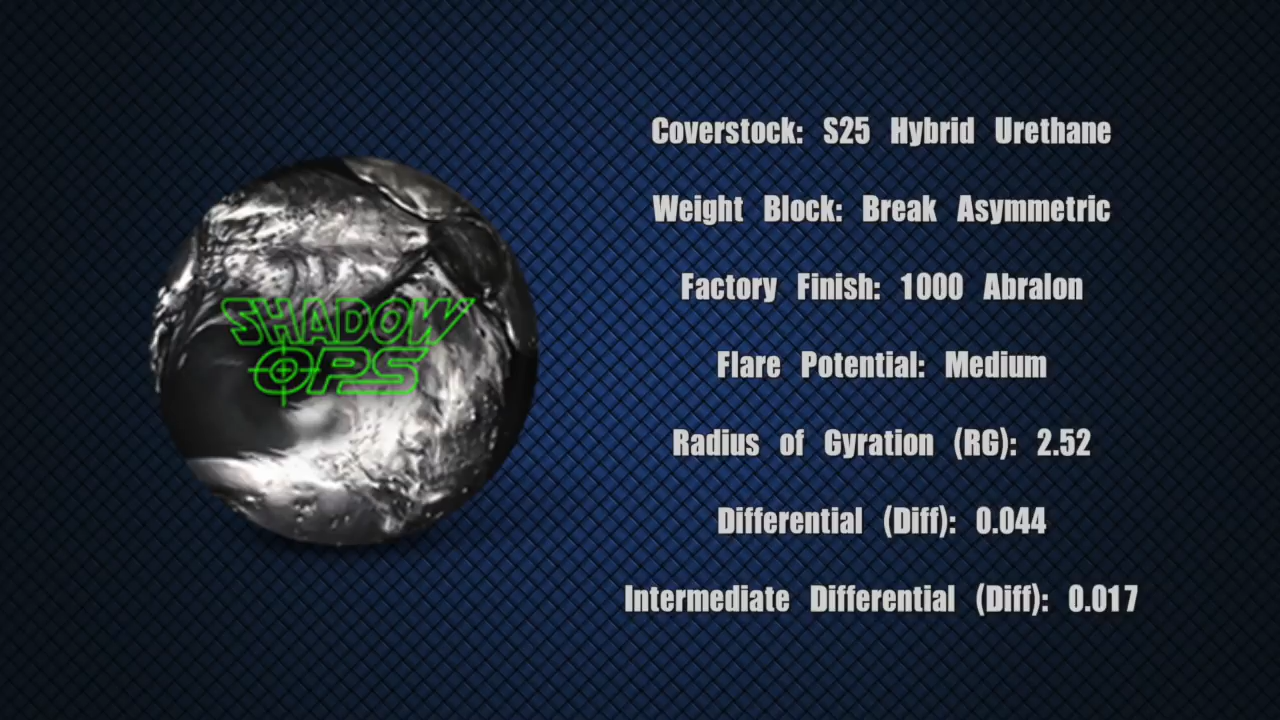 SHADOW
OPS
Coverstock: S25 Hybrid Urethane
Weight Block: Break Asymmetric
Factory Finish: 1000 Abralon
Flare Potential: Medium
Radius of Gyration (RG): 2.52
Differential (Diff): 0.044
Intermediate Differential (Diff): 0.017